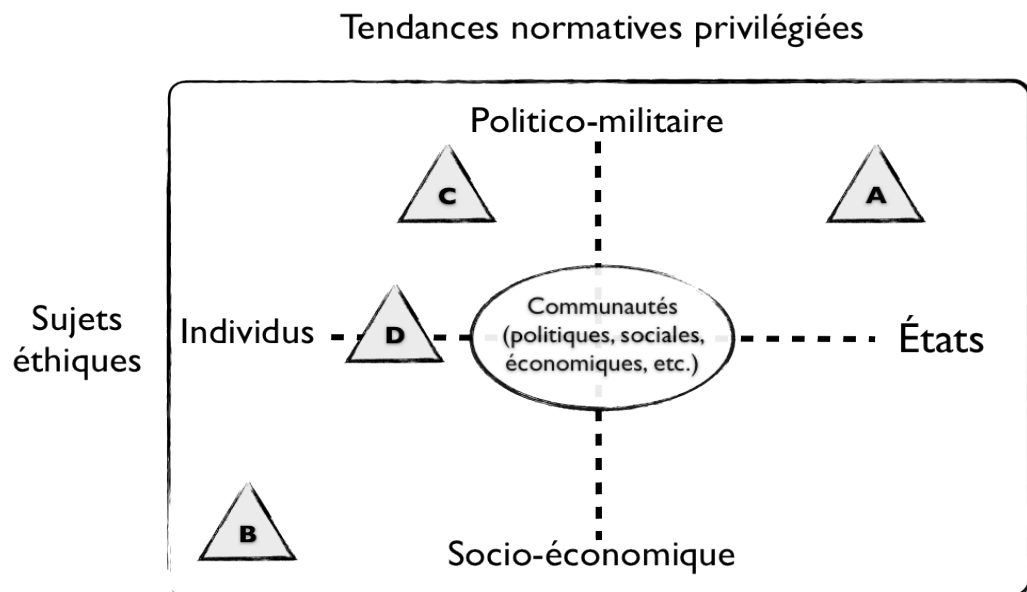 Tendances normatives privilégiées
Politico-militaire
C
A
Sujets
éthiques
Individus
D
Communautés
(politiques, sociales,
économiques, etc.)
États
B
Socio-économique